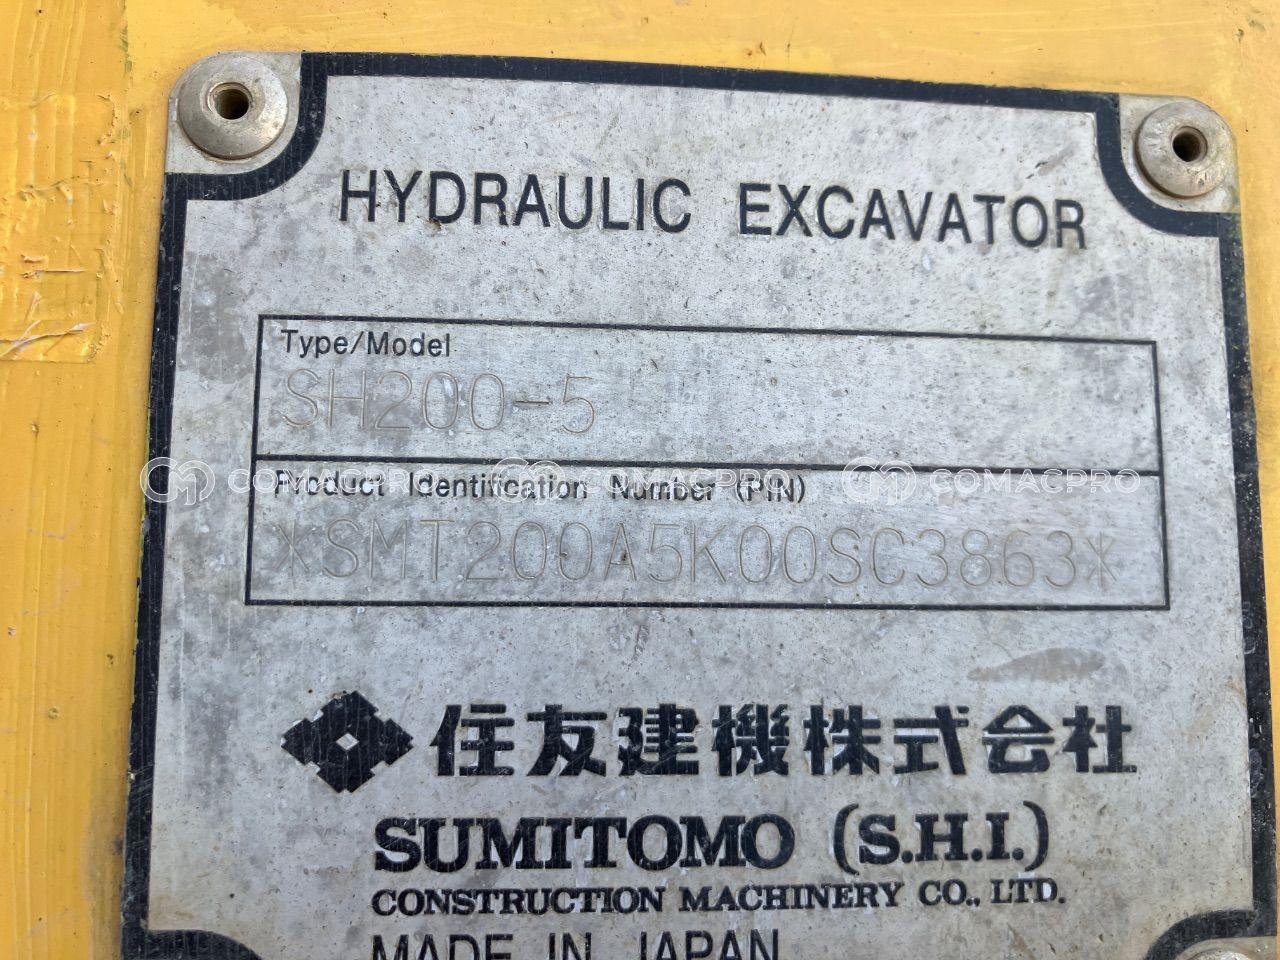 HYDRAULIC EXCAVATOR
Type/Model
SH200-5
COMACPRO COMACPRO COMACPRO
Product Identification Number (PIN)
*SMT200A5K00SC3863*
住友建機株式会社
SUMITOMO (S.H.I.)
CONSTRUCTION MACHINERY CO., LTD.
MADE IN JAPAN